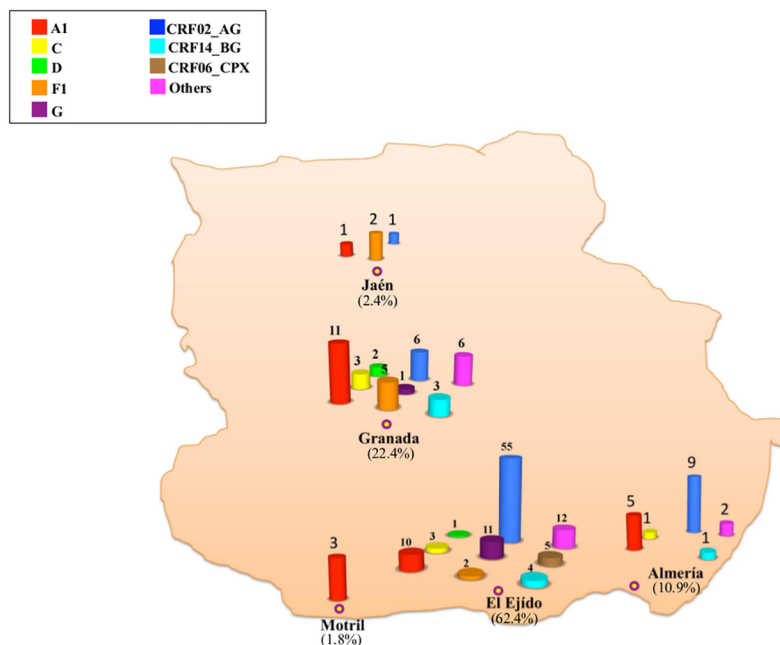 A1
C
D
F1
G
CRF02_AG
CRF14_BG
CRF06_CPX
Others
1
2
1
Jaén
(2.4%)
11
3
2
5
1
6
3
6
Granada
(22.4%)
3
Motril
(1.8%)
10
3
1
2
11
55
4
5
12
El Ejído
(62.4%)
5
1
9
1
2
Almería
(10.9%)